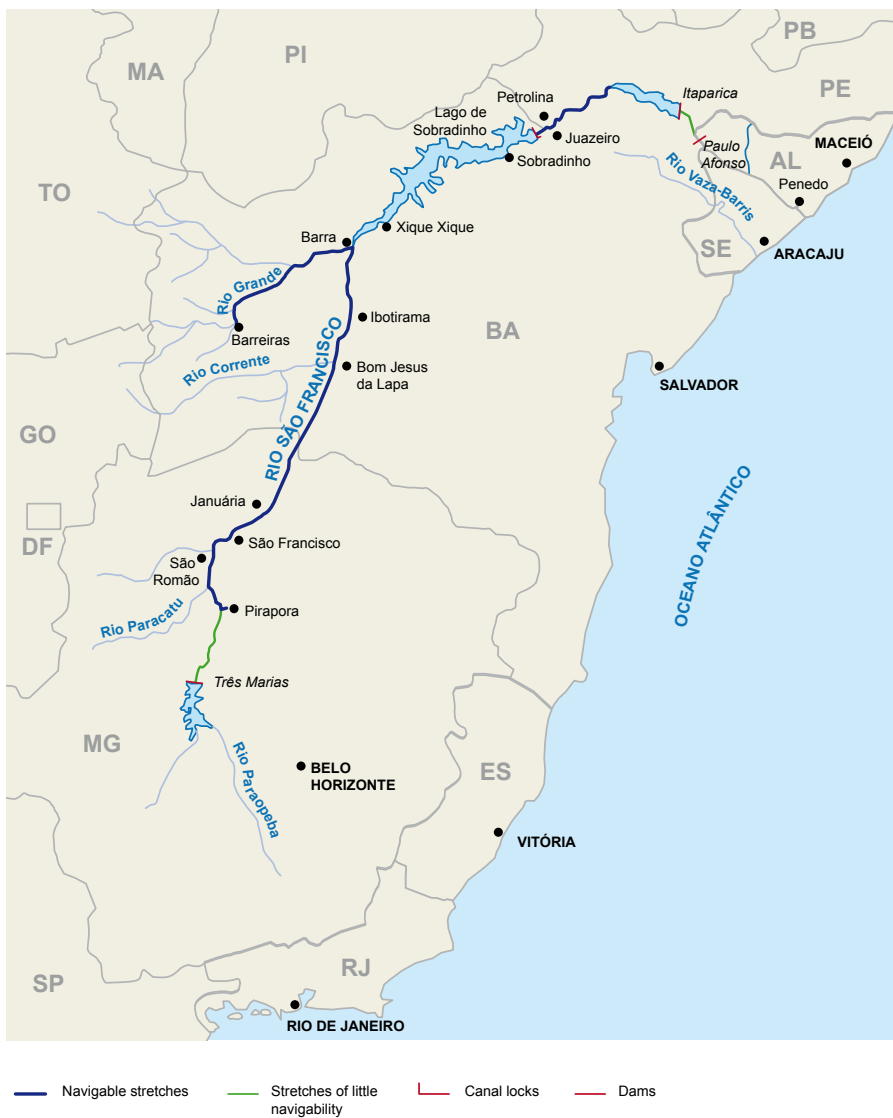 PB
PI
MA
Itaparica
Petrolina
PE
Lago de
Sobradinho
Juazeiro
Paulo
Afonso
MACEIÓ
Sobradinho
AL
TO
Rio Vaza-Barris
Penedo
Xique Xique
Barra
SE
ARACAJU
Rio Grande
Ibotirama
BA
Barreiras
Rio Corrente
Bom Jesus
da Lapa
SALVADOR
RIO SÃO FRANCISCO
GO
Januária
OCEANO ATLÂNTICO
DF
São Francisco
São
Romão
Pirapora
Rio Paracatu
Três Marias
MG
Rio Paraopeba
BELO
HORIZONTE
ES
VITÓRIA
RJ
SP
RIO DE JANEIRO
Navigable stretches
Stretches of little
navigability
Canal locks
Dams